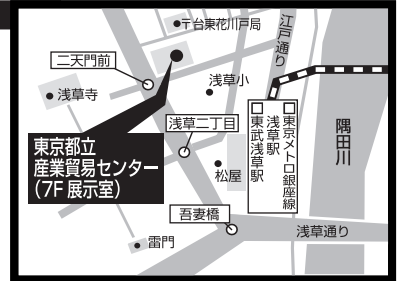 ●〒台東花川戸局
江戸通り
二天門前
浅草小
浅草寺
東京都立
産業貿易センター
(7F 展示室)
浅草二丁目
松屋
東京メトロ銀座線
浅草駅
東武浅草駅
隅田川
吾妻橋
浅草通り
雷門